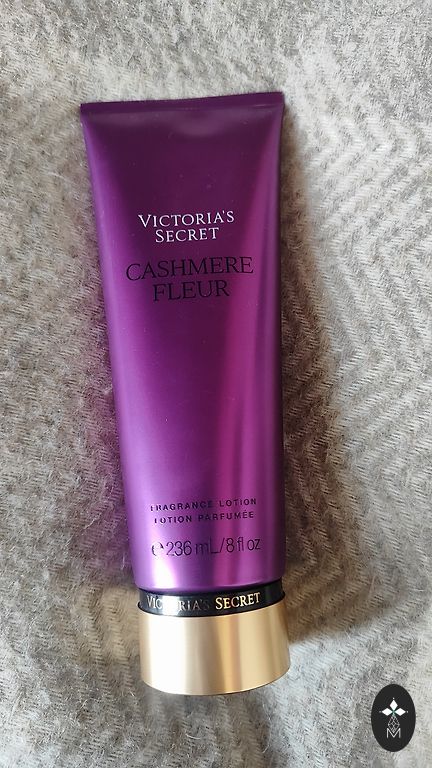 VICTORIA'S
SECRET
CASHMERE
FLEUR
FRAGRANCE LOTION
LOTION PARFUMÉE
℮236 mL/8 fl oz
VICTORIA'S SECRET
M